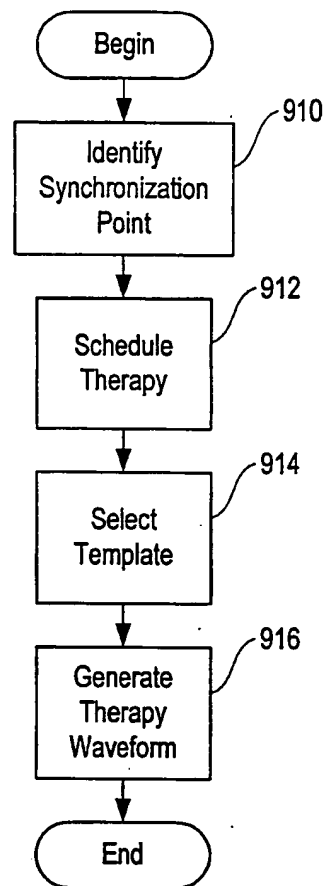 Begin
910
Identify
Synchronization
Point
912
Schedule
Therapy
914
Select
Template
916
Generate
Therapy
Waveform
End